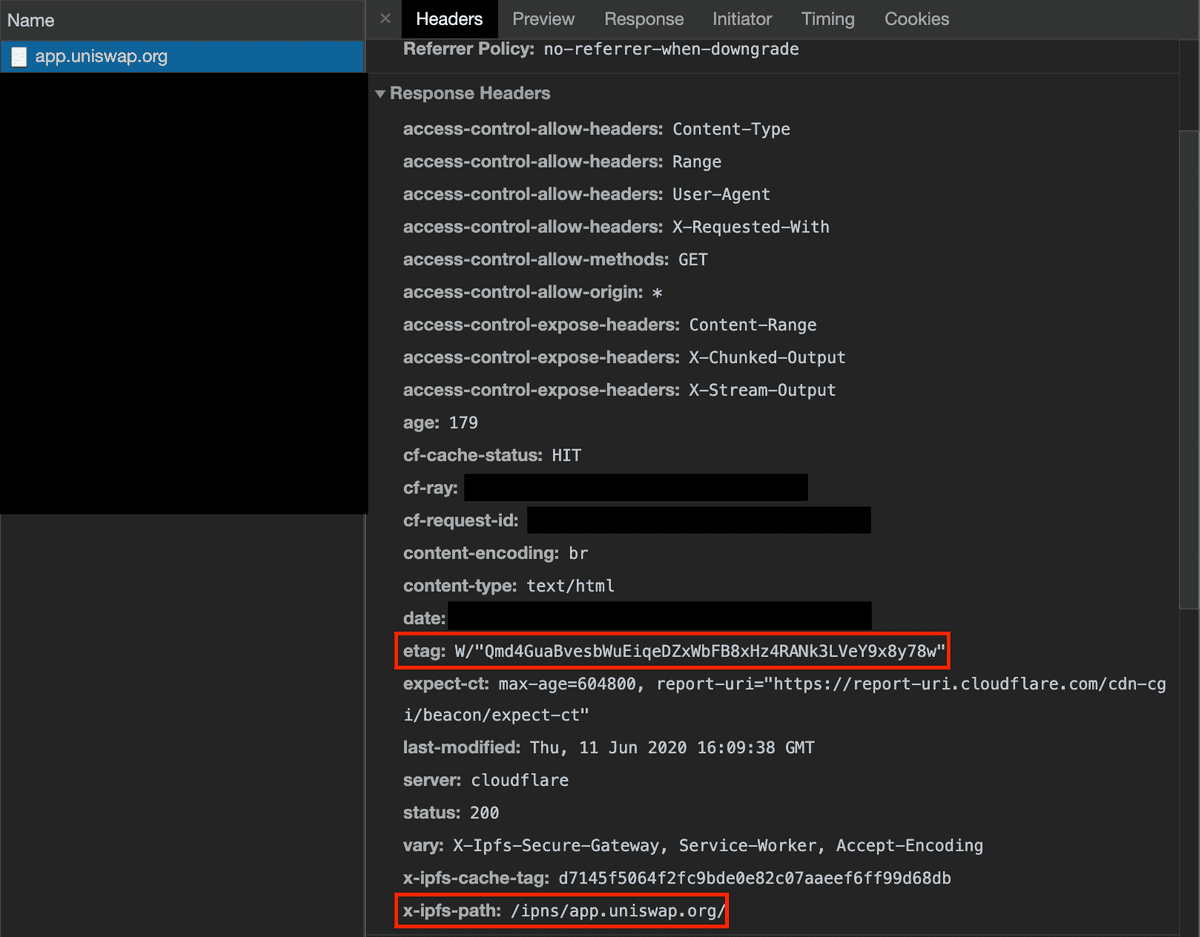 Name
× Headers Preview Response Initiator Timing Cookies
app.uniswap.org
Referrer Policy: no-referrer-when-downgrade
Response Headers
access-control-allow-headers: Content-Type
access-control-allow-headers: Range
access-control-allow-headers: User-Agent
access-control-allow-headers: X-Requested-With
access-control-allow-methods: GET
access-control-allow-origin: *
access-control-expose-headers: Content-Range
access-control-expose-headers: X-Chunked-Output
access-control-expose-headers: X-Stream-Output
age: 179
cf-cache-status: HIT
cf-ray:
cf-request-id:
content-encoding: br
content-type: text/html
date:
etag: W/"Qmd4GuaBvesbWuEiqeDZxWbFB8xHz4RANk3LVeY9x8y78w"
expect-ct: max-age=604800, report-uri="https://report-uri.cloudflare.com/cdn-cg
i/beacon/expect-ct"
last-modified: Thu, 11 Jun 2020 16:09:38 GMT
server: cloudflare
status: 200
vary: X-Ipfs-Secure-Gateway, Service-Worker, Accept-Encoding
x-ipfs-cache-tag: d7145f5064f2fc9bde0e82c07aaeef6ff99d68db
x-ipfs-path: /ipns/app.uniswap.org/